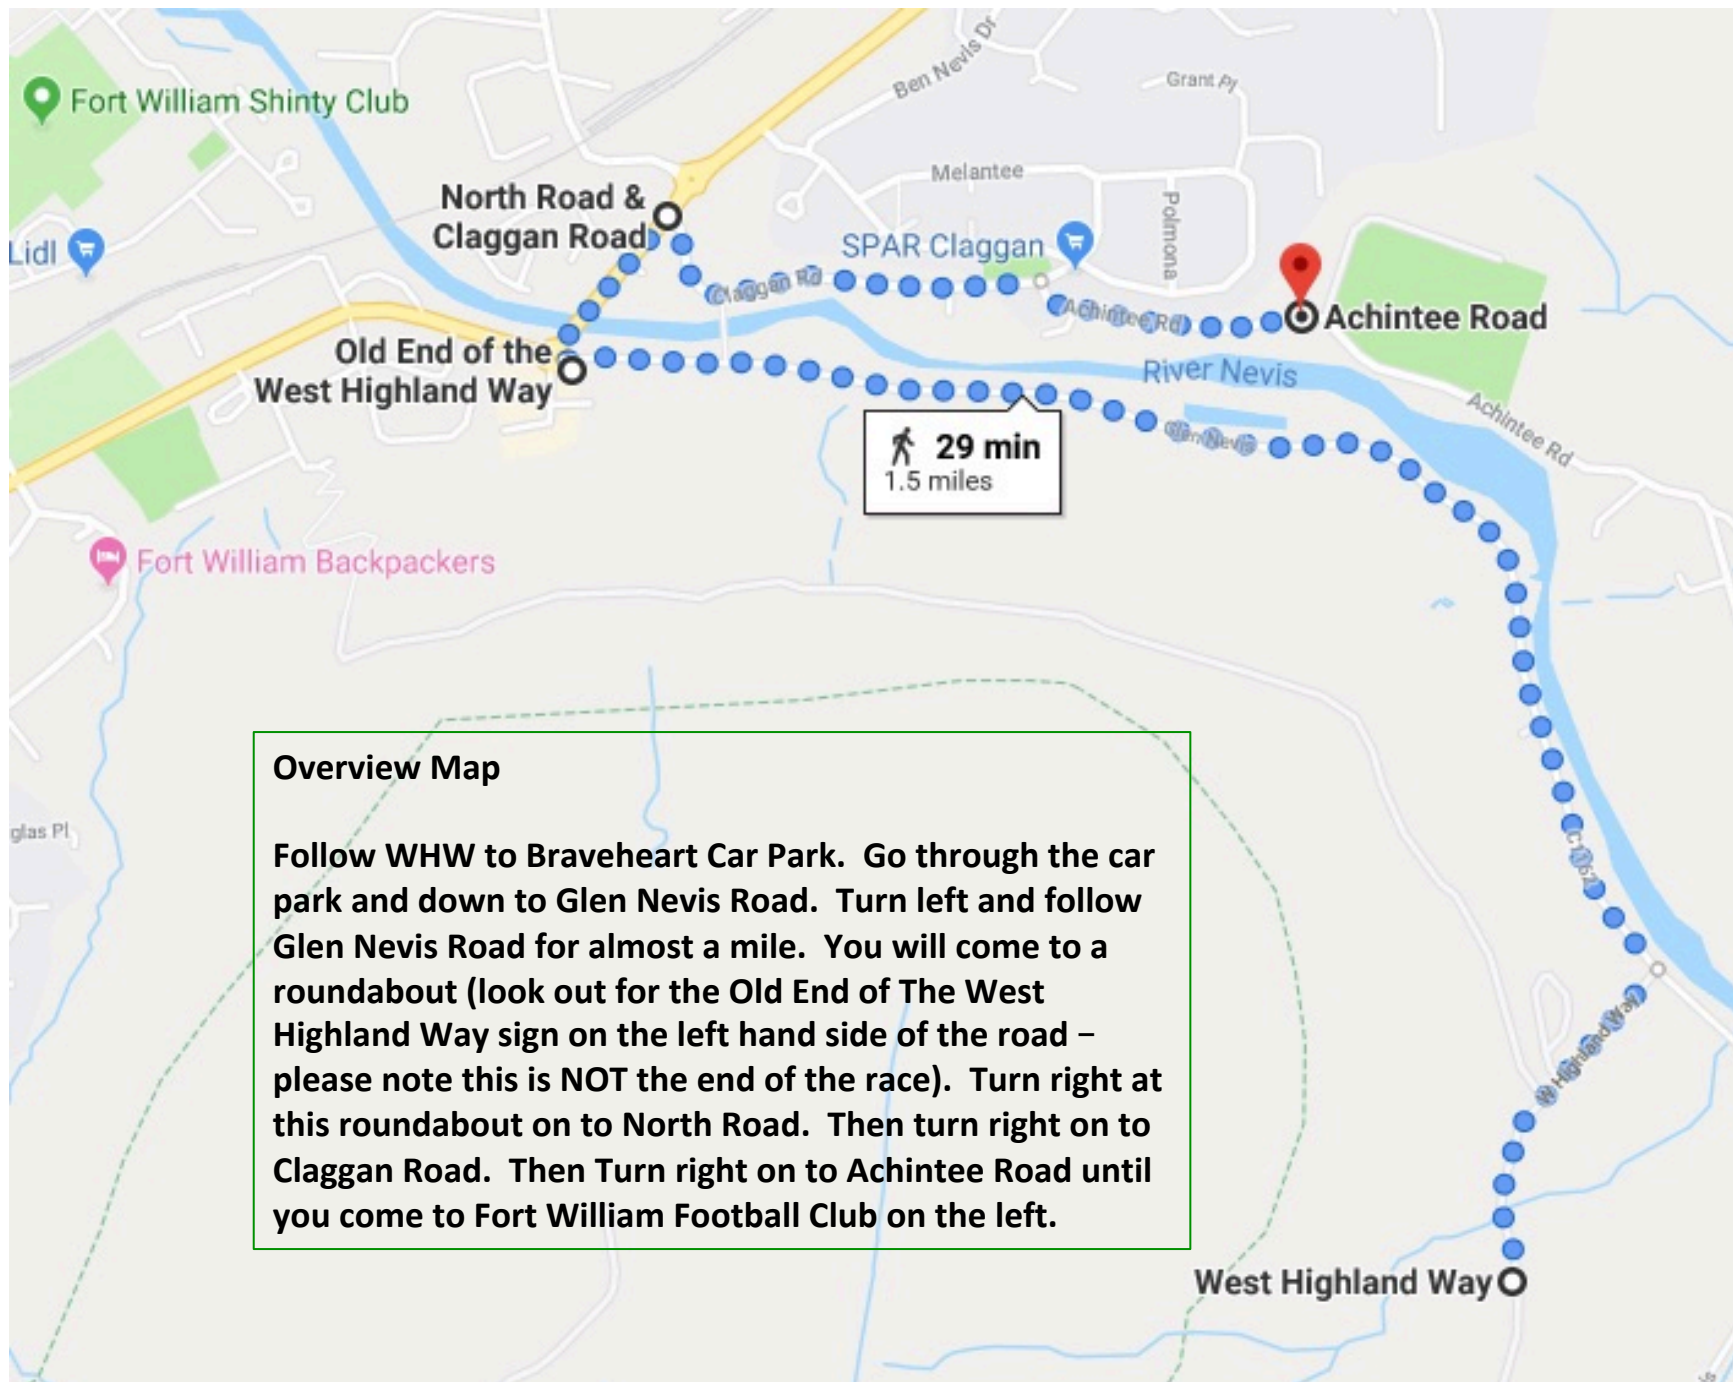 Ben Nevis Dr
Grant Pl
Fort William Shinty Club
Melantee
North Road &
Claggan Road
Polmona
Lidl
SPAR Claggan
Claggan Rd
Achintee Rd
Achintee Road
Old End of the
West Highland Way
River Nevis
Achintee Rd
Glen Nevis
29 min
1.5 miles
Fort William Backpackers
Overview Map
glas Pl
Follow WHW to Braveheart Car Park.  Go through the car
park and down to Glen Nevis Road.  Turn left and follow
Glen Nevis Road for almost a mile.  You will come to a
roundabout (look out for the Old End of The West
Highland Way sign on the left hand side of the road –
please note this is NOT the end of the race).  Turn right at
this roundabout on to North Road.  Then turn right on to
Claggan Road.  Then Turn right on to Achintee Road until
you come to Fort William Football Club on the left.
W Highland Way
West Highland Way